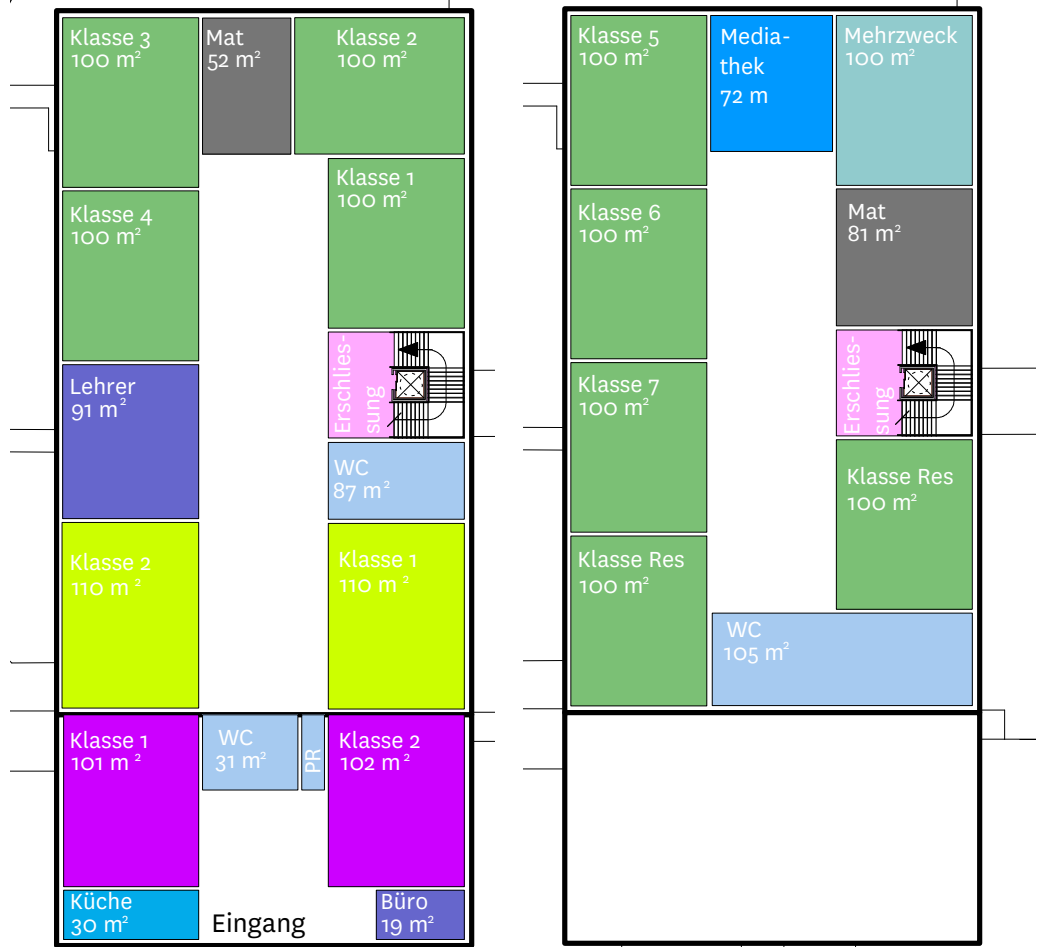 Klasse 3
100 m²
Mat
52 m²
Klasse 2
100 m²
Klasse 1
100 m²
Klasse 4
100 m²
Erschlies-
sung
Lehrer
91 m²
WC
87 m²
Klasse 2
110 m ²
Klasse 1
110 m²
Klasse 1
101 m ²
WC
31 m²
PR
Klasse 2
102 m ²
Küche
30 m²
Eingang
Büro
19 m²
Klasse 5
100 m²
Media-
thek
72 m
Mehrzweck
100 m²
Klasse 6
100 m²
Mat
81 m²
Erschlies-
sung
Klasse 7
100 m²
Klasse Res
100 m²
Klasse Res
100 m²
WC
105 m²